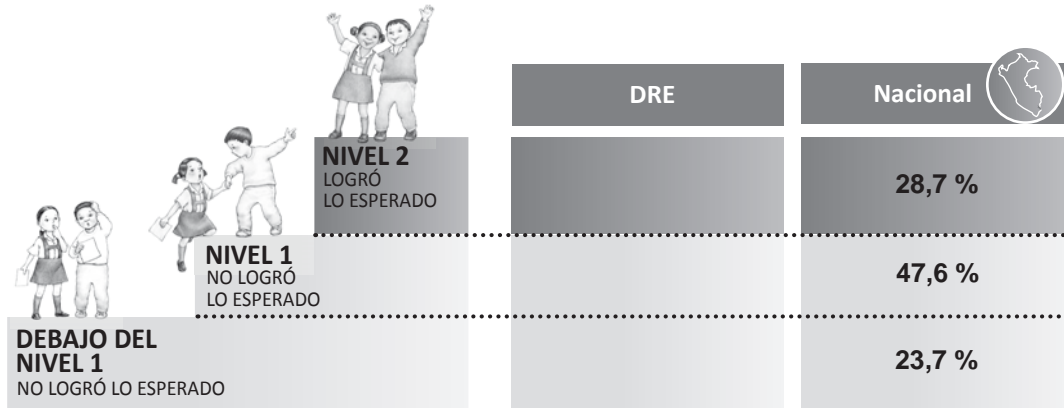 DRE
Nacional
NIVEL 2
LOGRÓ
LO ESPERADO
28,7 %
NIVEL 1
NO LOGRÓ
LO ESPERADO
47,6 %
DEBAJO DEL
NIVEL 1
NO LOGRÓ LO ESPERADO
23,7 %